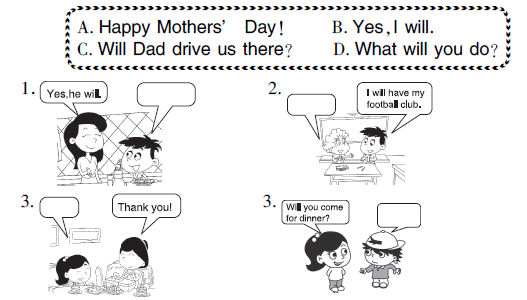 A. Happy Mothers' Day! B. Yes, I will.
C. Will Dad drive us there? D. What will you do?
1. Yes,he will.
2. I will have my
football club.
3. Thank you!
3. Will you come
for dinner?